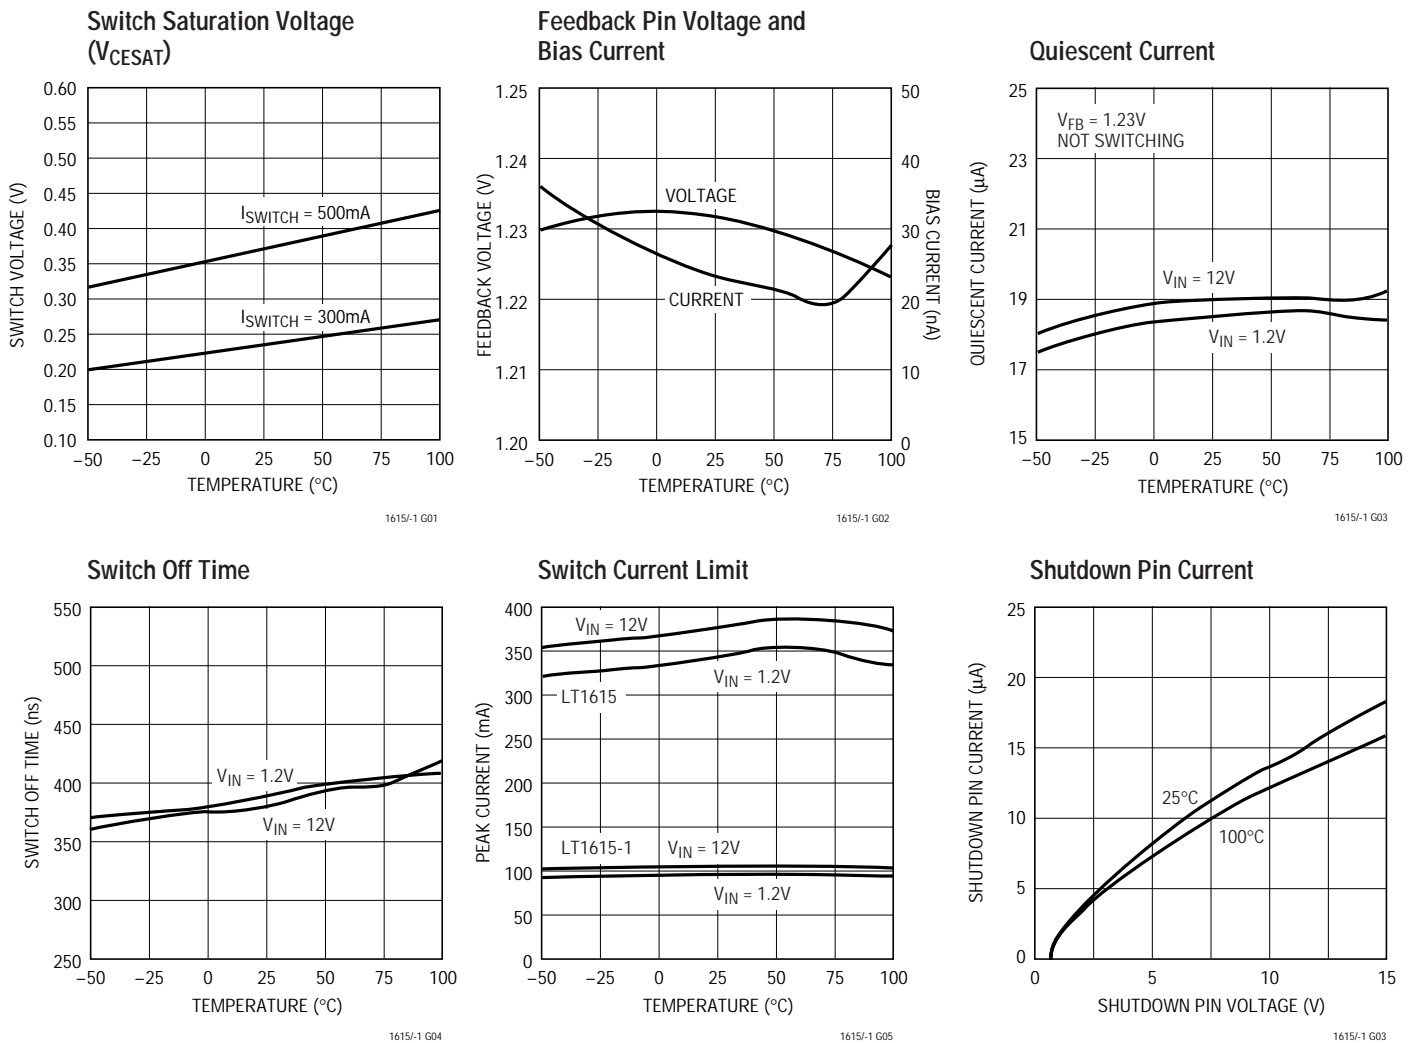 Switch Saturation Voltage
(VCESAT)
0.60
0.55
0.50
0.45
0.40
0.35
0.30
0.25
0.20
0.15
0.10
SWITCH VOLTAGE (V)
ISWITCH = 500mA
ISWITCH = 300mA
–50 –25 0 25 50 75 100
TEMPERATURE (°C)
1615/-1 G01
Feedback Pin Voltage and
Bias Current
1.25
1.24
1.23
1.22
1.21
1.20
FEEDBACK VOLTAGE (V)
VOLTAGE
CURRENT
50
40
30
20
10
0
BIAS CURRENT (nA)
–50 –25 0 25 50 75 100
TEMPERATURE (°C)
1615/-1 G02
Quiescent Current
25
23
21
19
17
15
QUIESCENT CURRENT (µA)
VFB = 1.23V
NOT SWITCHING
VIN = 12V
VIN = 1.2V
–50 –25 0 25 50 75 100
TEMPERATURE (°C)
1615/-1 G03
Switch Off Time
550
500
450
400
350
300
250
SWITCH OFF TIME (ns)
VIN = 1.2V
VIN = 12V
–50 –25 0 25 50 75 100
TEMPERATURE (°C)
1615/-1 G04
Switch Current Limit
400
350
300
250
200
150
100
50
0
PEAK CURRENT (mA)
VIN = 12V
VIN = 1.2V
LT1615
LT1615-1 VIN = 12V
VIN = 1.2V
–50 –25 0 25 50 75 100
TEMPERATURE (°C)
1615/-1 G05
Shutdown Pin Current
25
20
15
10
5
0
SHUTDOWN PIN CURRENT (µA)
25°C
100°C
0 5 10 15
SHUTDOWN PIN VOLTAGE (V)
1615/-1 G03